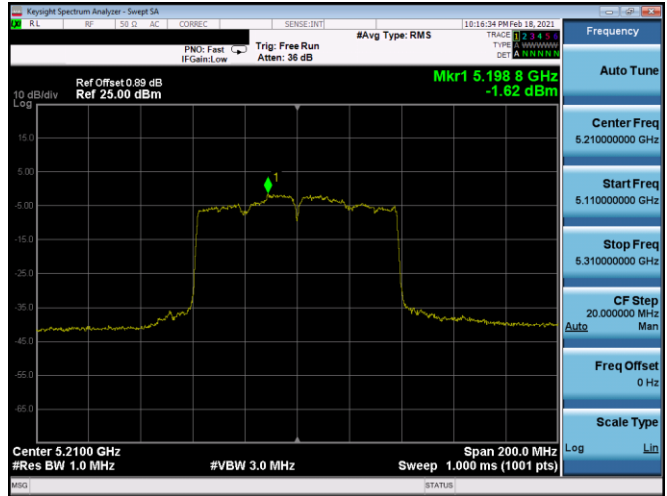 Keysight Spectrum Analyzer - Swept SA
RL RF 50 Ω AC CORREC SENSE:INT 10:16:34 PM Feb 18, 2021
#Avg Type: RMS
TRACE 1 2 3 4 5 6
TYPE A WWWWW
DET A N N N N N
PNO: Fast
IFGain:Low
Trig: Free Run
Atten: 36 dB
Mkr1 5.198 8 GHz
-1.62 dBm
Ref Offset 0.89 dB
Ref 25.00 dBm
10 dB/div
Log
15.0
5.00
-5.00
-15.0
-25.0
-35.0
-45.0
-55.0
-65.0
1
Center 5.2100 GHz
#Res BW 1.0 MHz
#VBW 3.0 MHz
Span 200.0 MHz
Sweep 1.000 ms (1001 pts)
MSG
STATUS
Frequency
Auto Tune
Center Freq
5.210000000 GHz
Start Freq
5.110000000 GHz
Stop Freq
5.310000000 GHz
CF Step
20.000000 MHz
Auto Man
Freq Offset
0 Hz
Scale Type
Log Lin